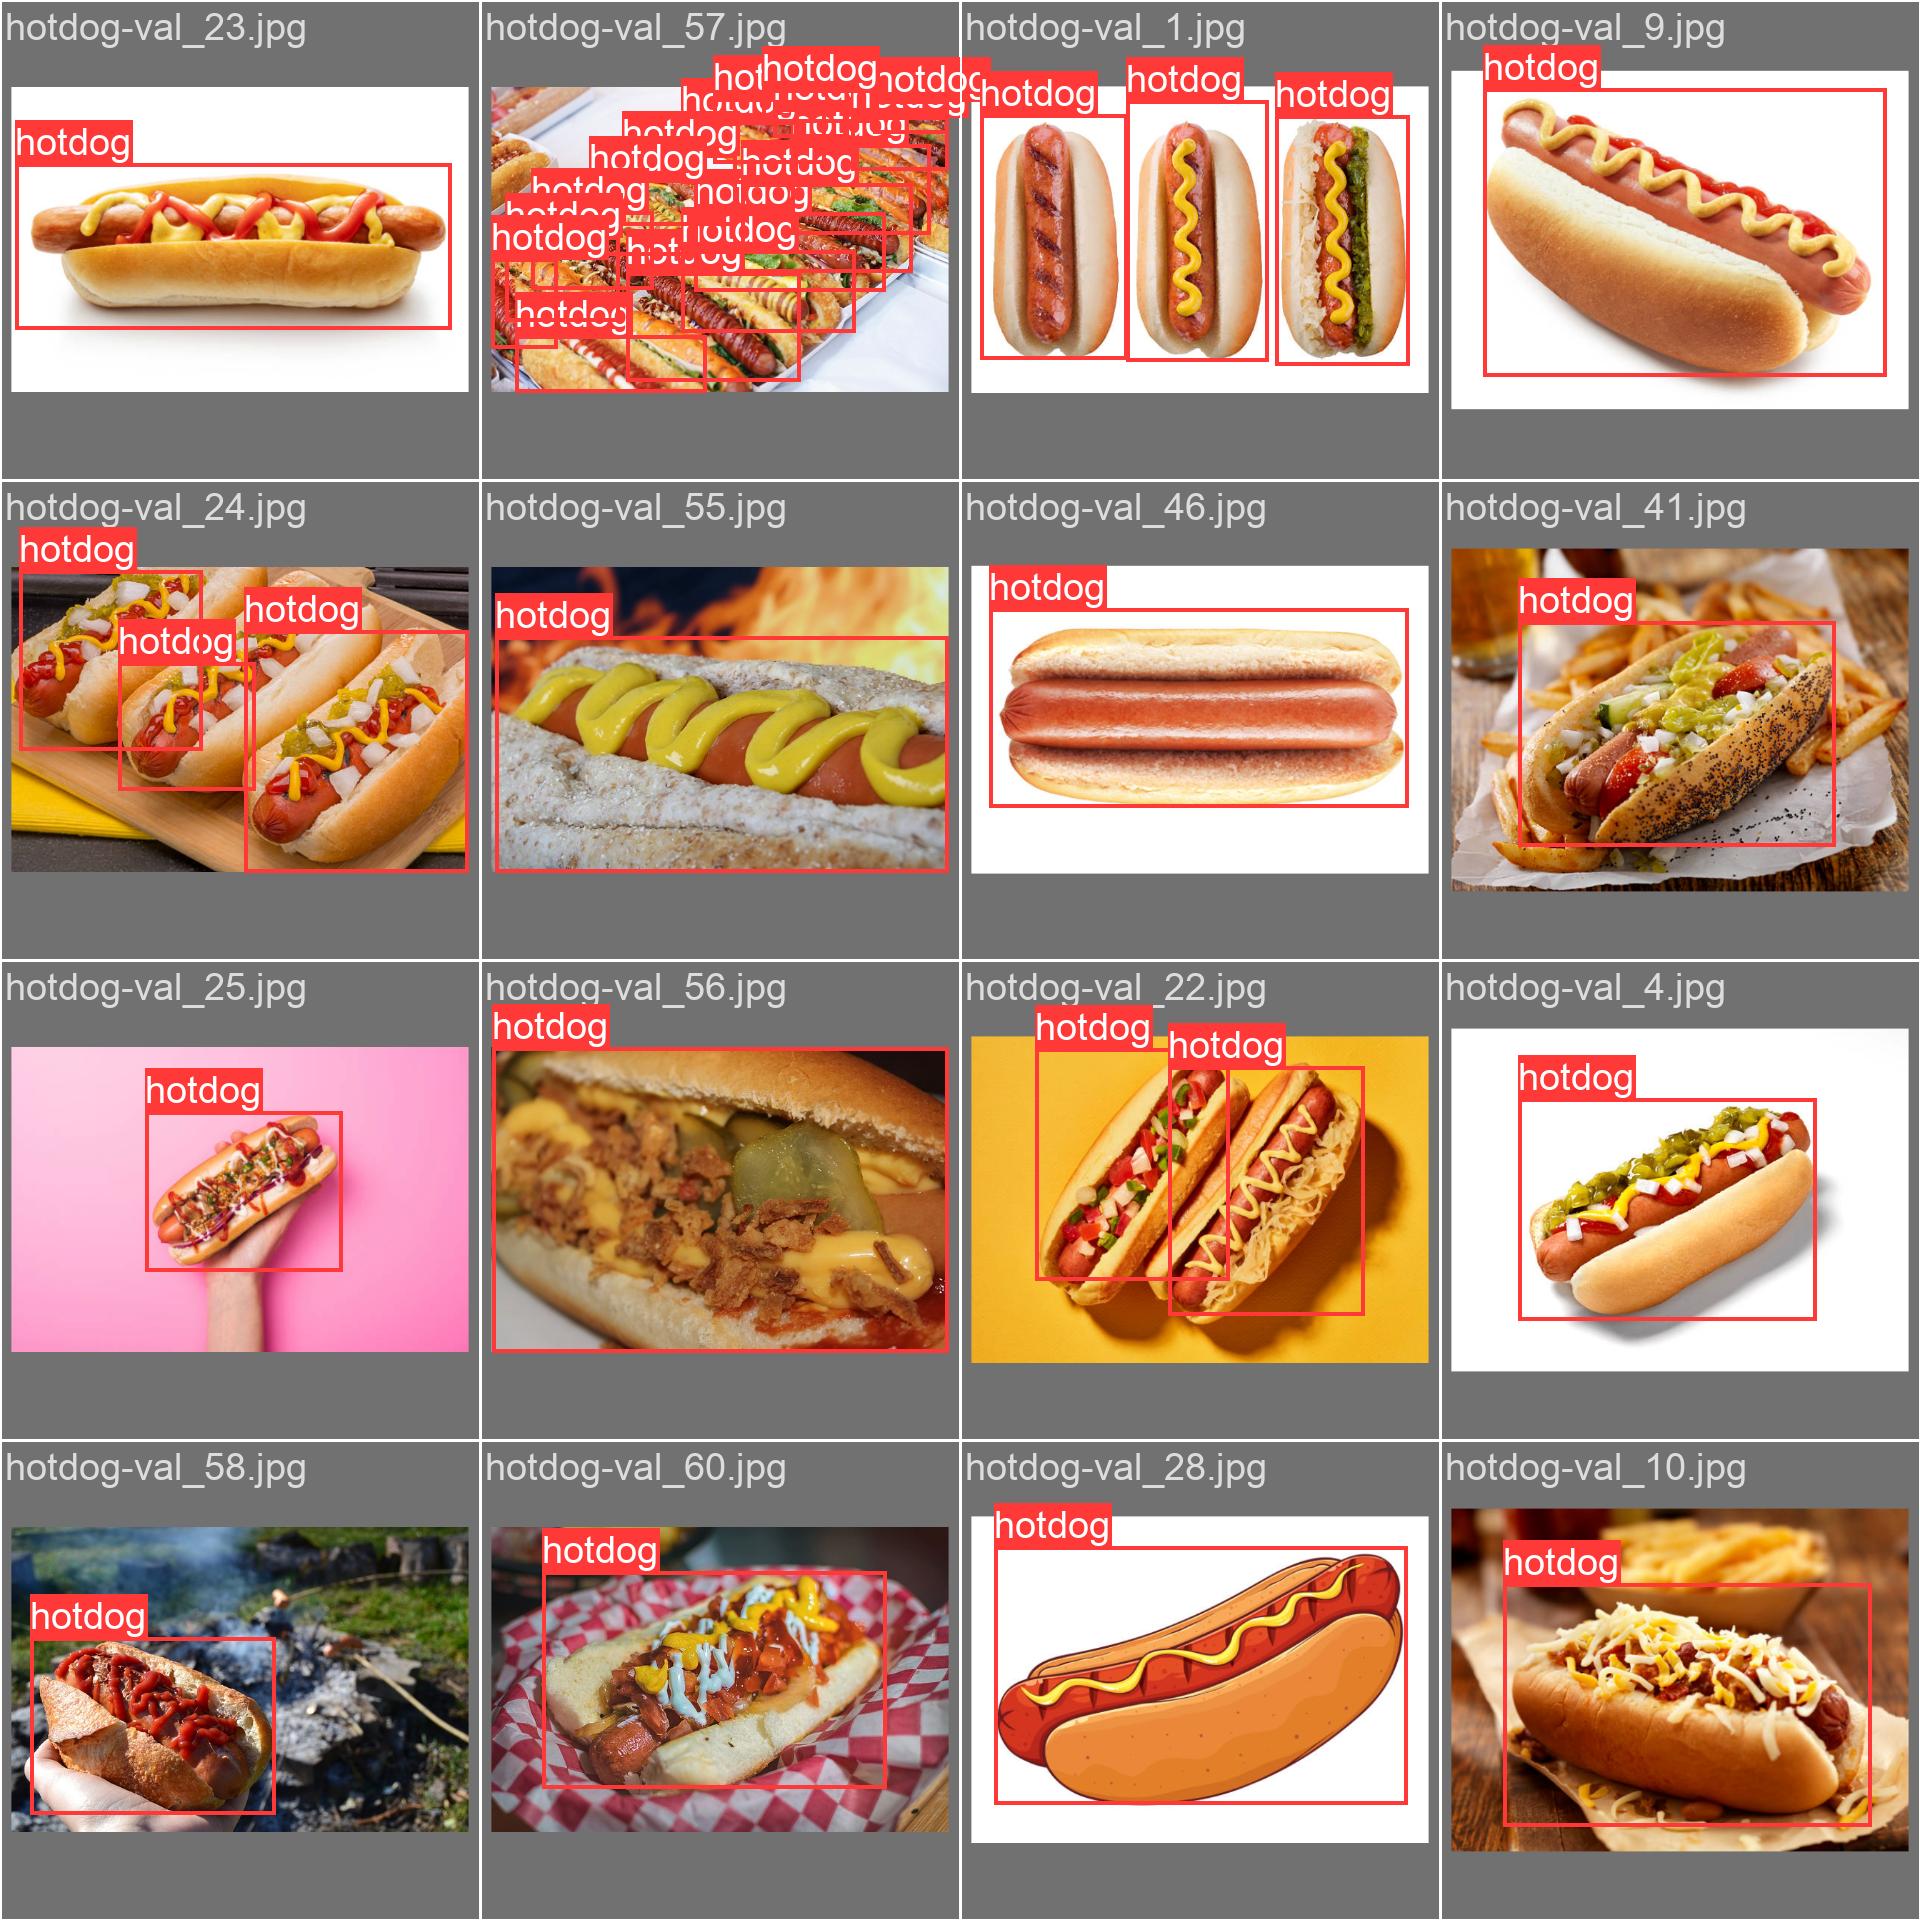 hotdog-val_23.jpg
hotdog
hotdog-val_57.jpg
hotdog
hotdog
hotdog
hotdog
hotdog
hotdog
hotdog
hotdog
hotdog
hotdog
hotdog
hotdog
hotdog
hotdog-val_1.jpg
hotdog
hotdog
hotdog
hotdog-val_9.jpg
hotdog
hotdog-val_24.jpg
hotdog
hotdog
hotdog
hotdog-val_55.jpg
hotdog
hotdog-val_46.jpg
hotdog
hotdog-val_41.jpg
hotdog
hotdog-val_25.jpg
hotdog
hotdog-val_56.jpg
hotdog
hotdog-val_22.jpg
hotdog
hotdog
hotdog-val_4.jpg
hotdog
hotdog-val_58.jpg
hotdog
hotdog-val_60.jpg
hotdog
hotdog-val_28.jpg
hotdog
hotdog-val_10.jpg
hotdog